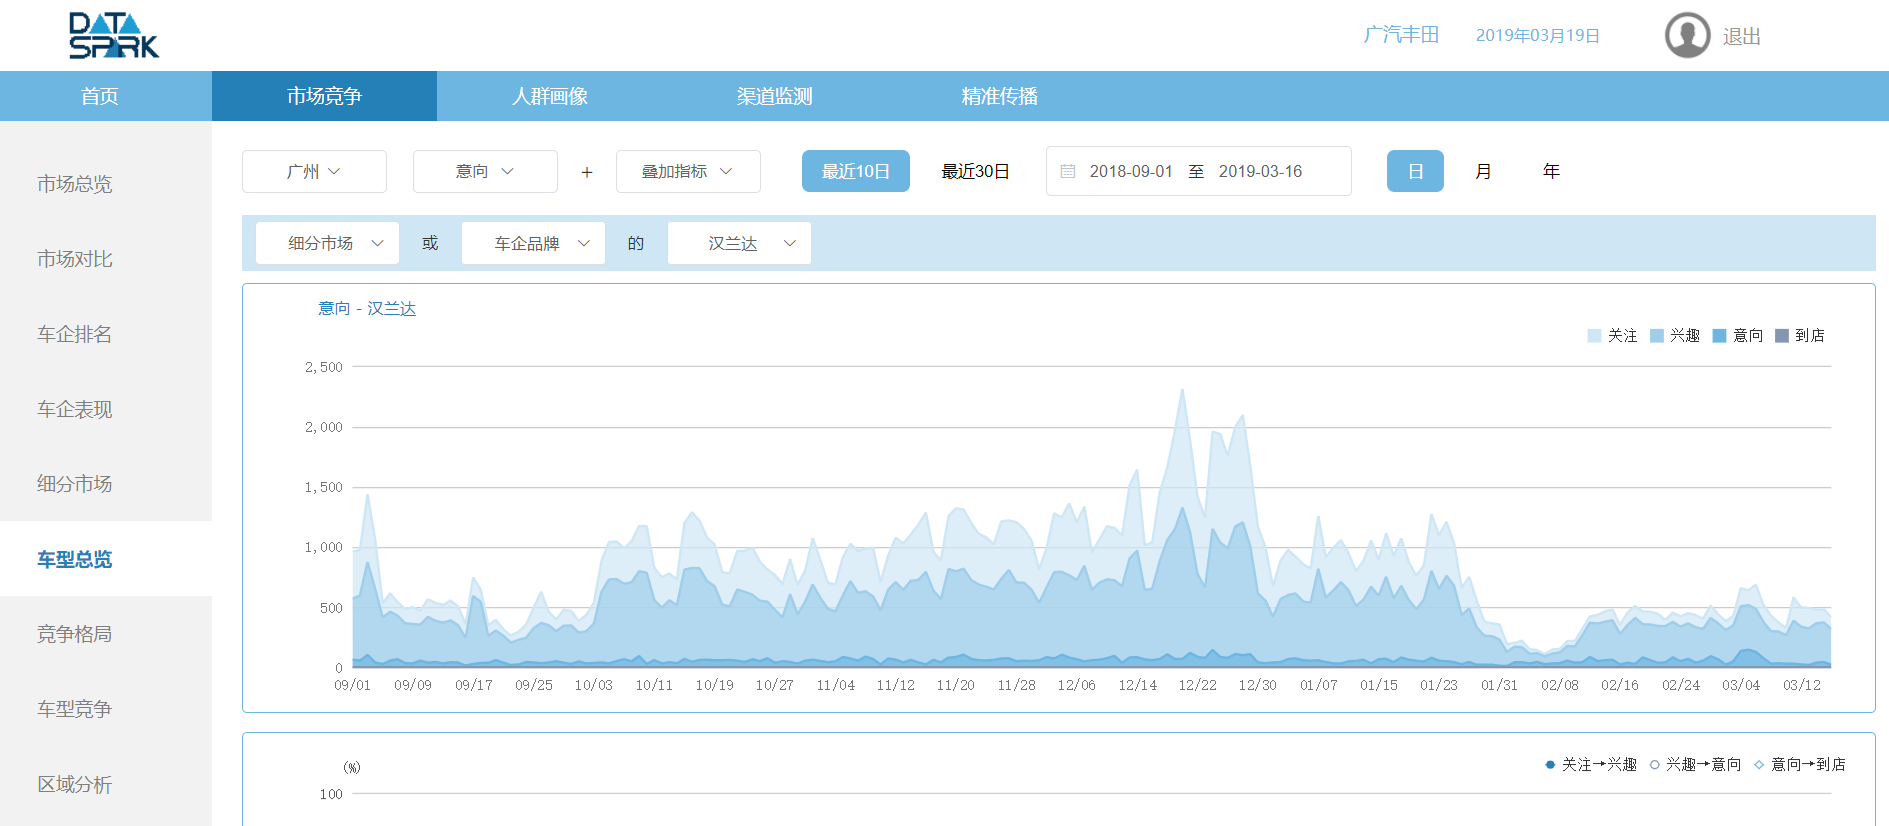 DATA
SPARK
广汽丰田 2019年03月19日 退出
首页 市场竞争 人群画像 渠道监测 精准传播
市场总览
市场对比
车企排名
车企表现
细分市场
车型总览
竞争格局
车型竞争
区域分析
广州 意向 + 叠加指标 最近10日 最近30日 2018-09-01 至 2019-03-16 日 月 年
细分市场 或 车企品牌 的 汉兰达
意向 - 汉兰达
关注 兴趣 意向 到店
2,500
2,000
1,500
1,000
500
0
09/01 09/09 09/17 09/25 10/03 10/11 10/19 10/27 11/04 11/12 11/20 11/28 12/06 12/14 12/22 12/30 01/07 01/15 01/23 01/31 02/08 02/16 02/24 03/04 03/12
(%)
关注→兴趣 兴趣→意向 意向→到店
100